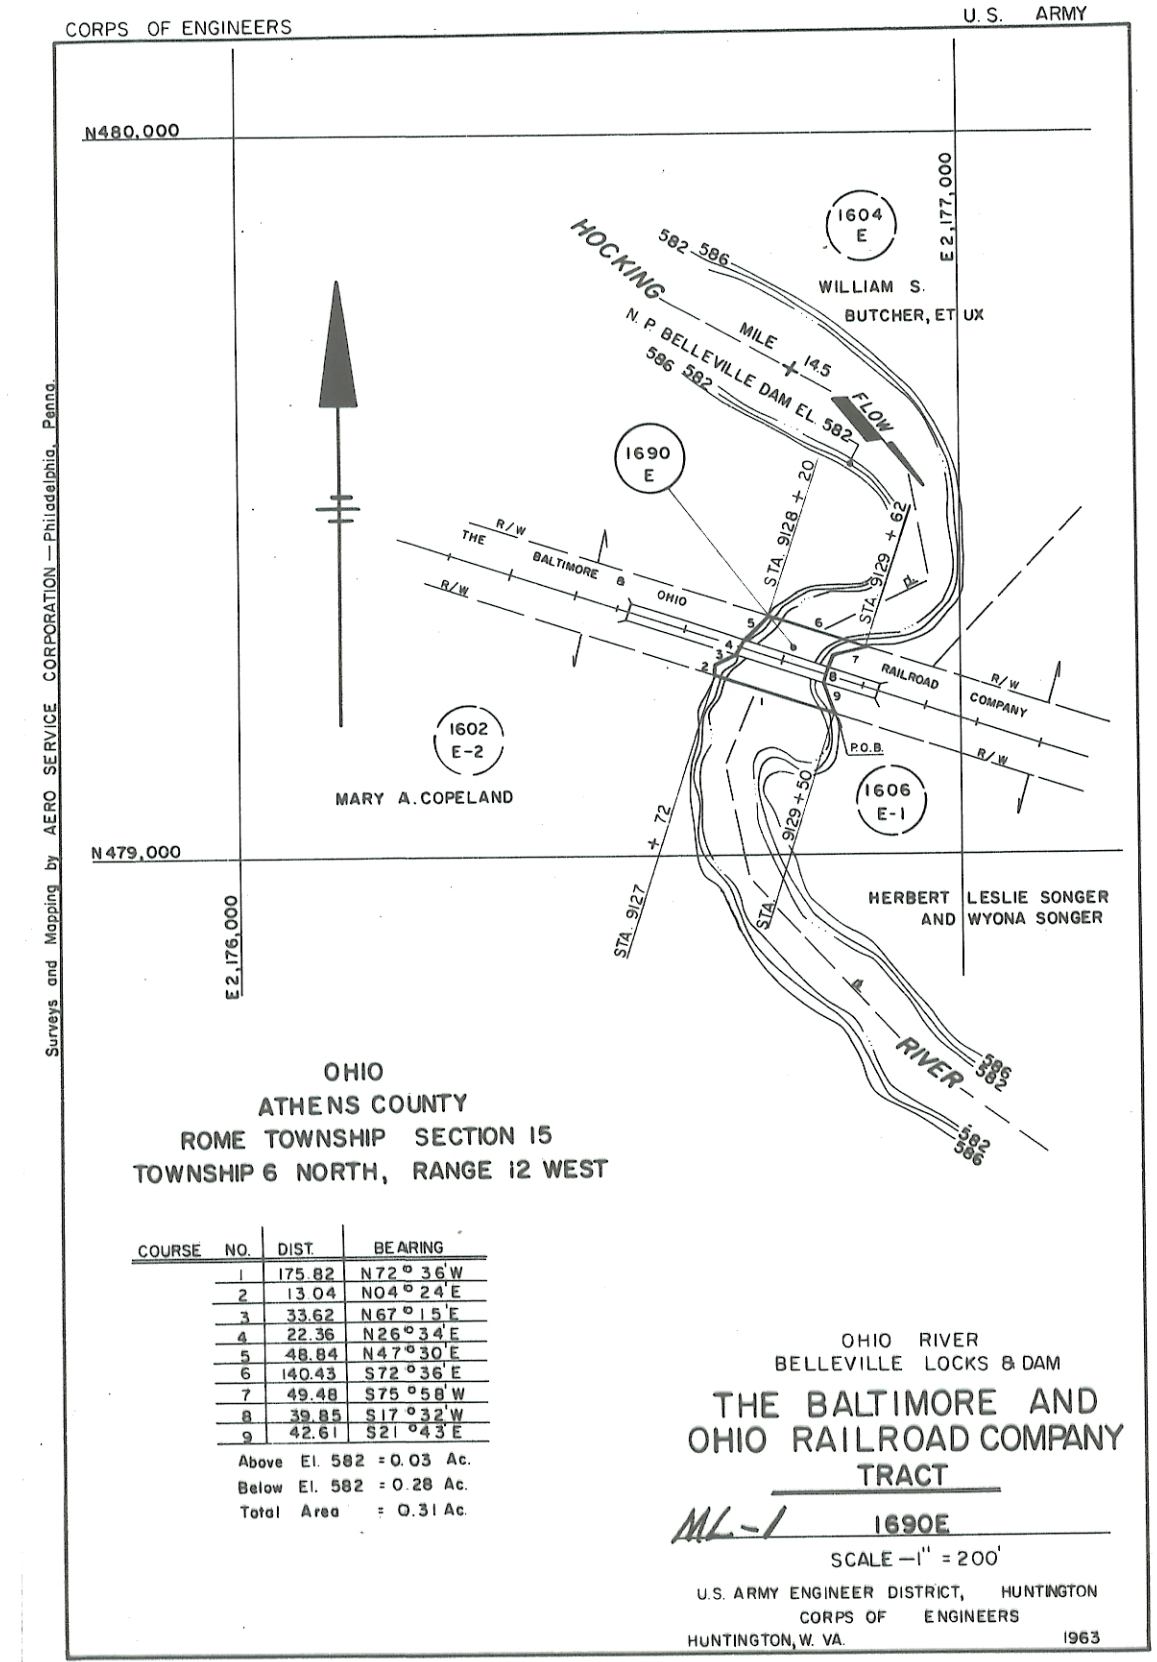 CORPS OF ENGINEERS
U.S. ARMY
N480,000
E 2,177,000
1604
E
HOCKING
582 586
WILLIAM S.
BUTCHER, ET UX
MILE 14.5
N. P. BELLEVILLE DAM EL. 582
586 582
FLOW
1690
E
STA. 9128 + 20
STA. 9129 + 62
R/W
THE BALTIMORE & OHIO
R/W
5
6
4
3
2
7
8
9
1
RAILROAD COMPANY
R/W
R/W
P.O.B.
1602
E-2
MARY A. COPELAND
1606
E-1
STA. 9127 + 72
STA. 9129+50
N479,000
E 2,176,000
HERBERT LESLIE SONGER
AND WYONA SONGER
RIVER
586
582
582
586
Surveys and Mapping by AERO SERVICE CORPORATION — Philadelphia, Penna.
OHIO
ATHENS COUNTY
ROME TOWNSHIP SECTION 15
TOWNSHIP 6 NORTH, RANGE 12 WEST
COURSE NO. DIST. BEARING
1 175.82 N72° 36'W
2 13.04 N04° 24'E
3 33.62 N67° 15'E
4 22.36 N26° 34'E
5 48.84 N47° 30'E
6 140.43 S72° 36'E
7 49.48 S75° 58'W
8 39.85 S17° 32'W
9 42.61 S21° 43'E
Above El. 582 = 0.03 Ac.
Below El. 582 = 0.28 Ac.
Total Area = 0.31 Ac.
OHIO RIVER
BELLEVILLE LOCKS & DAM
THE BALTIMORE AND
OHIO RAILROAD COMPANY
TRACT
ML-1 1690E
SCALE — 1" = 200'
U.S. ARMY ENGINEER DISTRICT, HUNTINGTON
CORPS OF ENGINEERS
HUNTINGTON, W. VA. 1963